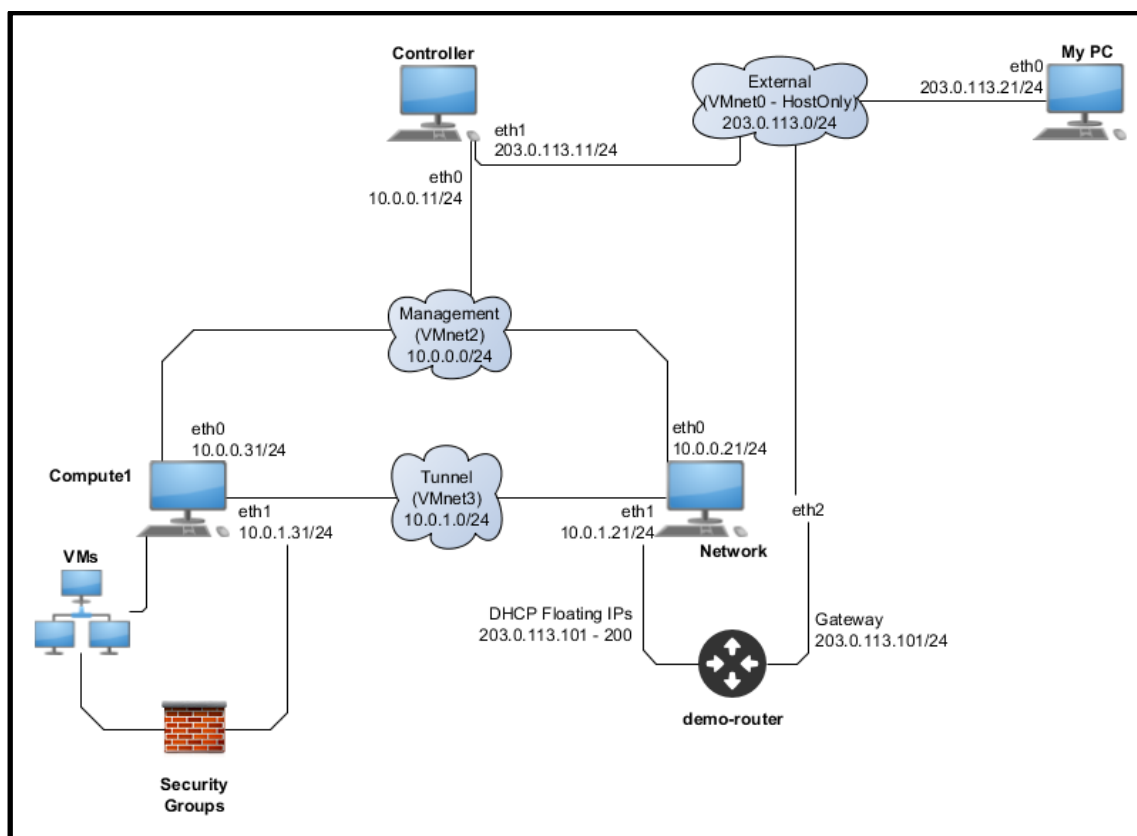 Controller
My PC
eth0
203.0.113.21/24
External
(VMnet0 - HostOnly)
203.0.113.0/24
eth1
203.0.113.11/24
eth0
10.0.0.11/24
Management
(VMnet2)
10.0.0.0/24
eth0
10.0.0.31/24
eth0
10.0.0.21/24
Compute1
Tunnel
(VMnet3)
10.0.1.0/24
eth1
10.0.1.31/24
eth1
10.0.1.21/24
eth2
Network
VMs
DHCP Floating IPs
203.0.113.101 - 200
Gateway
203.0.113.101/24
demo-router
Security
Groups